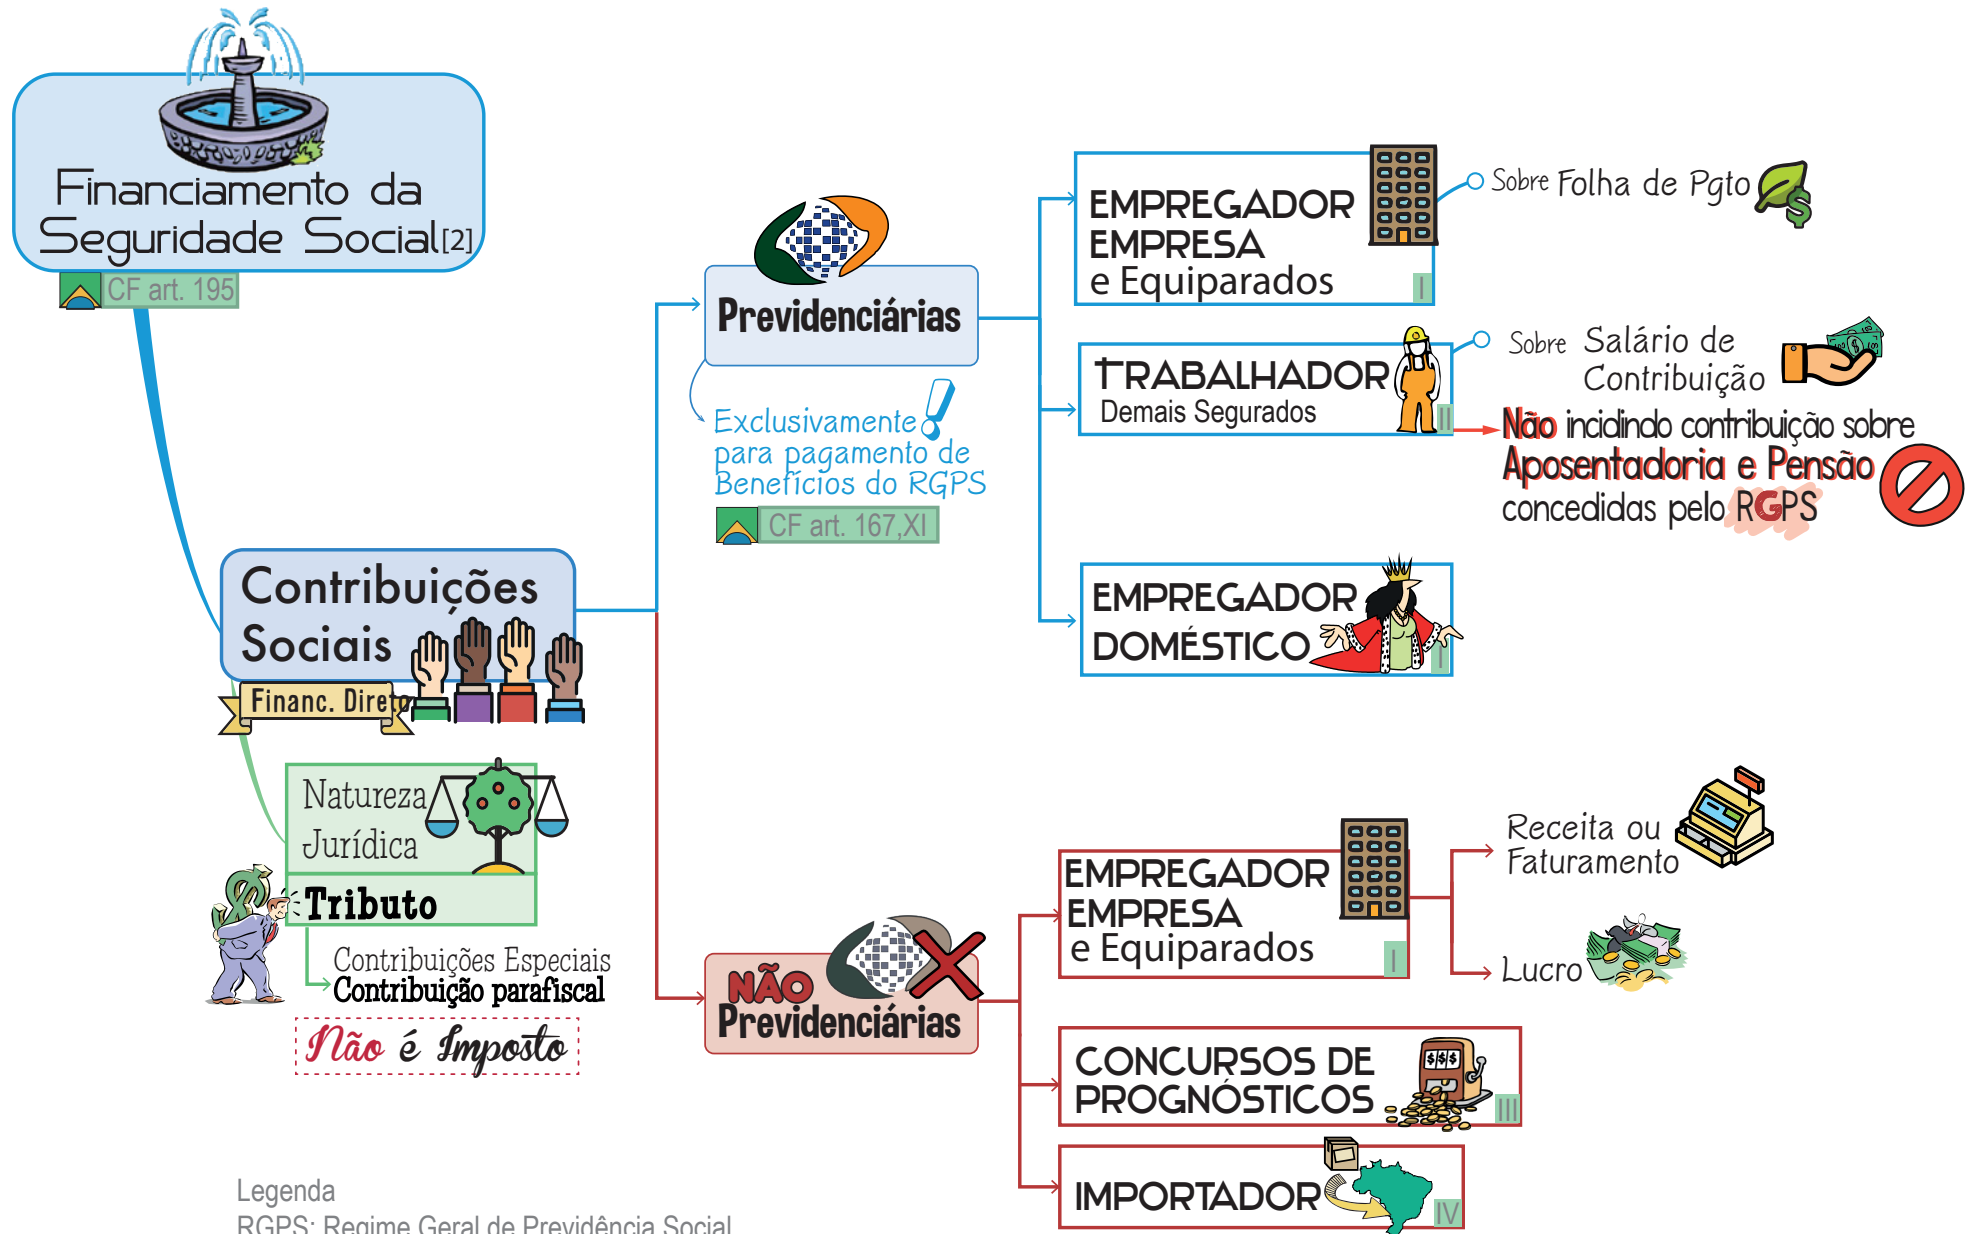 Financiamento da
Seguridade Social[2]
CF art. 195
Contribuições
Sociais
Financ. Direto
Natureza
Jurídica
Tributo
Contribuições Especiais
Contribuição parafiscal
Não é Imposto
Legenda
RGPS: Regime Geral de Previdência Social
Previdenciárias
Exclusivamente
para pagamento de
Benefícios do RGPS
CF art. 167,XI
EMPREGADOR
EMPRESA
e Equiparados
I
Sobre Folha de Pgto
$
TRABALHADOR
Demais Segurados
II
Sobre Salário de
Contribuição
Não incidindo contribuição sobre
Aposentadoria e Pensão
concedidas pelo RGPS
EMPREGADOR
DOMÉSTICO
I
NÃO
Previdenciárias
EMPREGADOR
EMPRESA
e Equiparados
I
Receita ou
Faturamento
Lucro
CONCURSOS DE
PROGNÓSTICOS
$$$
III
IMPORTADOR
IV